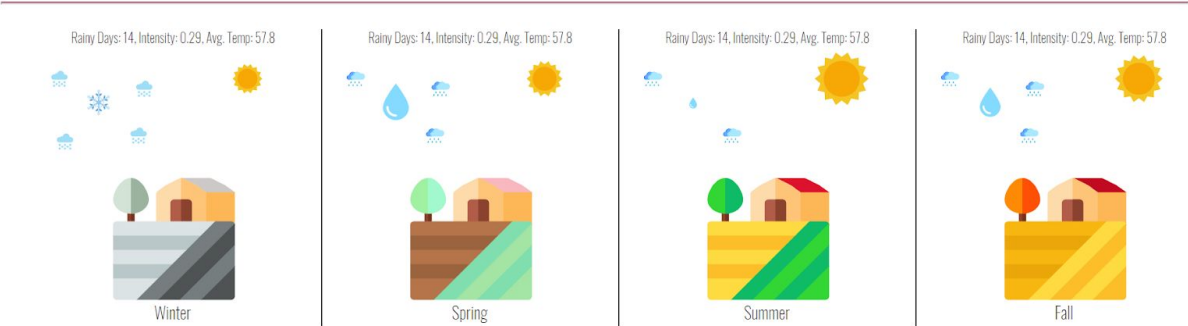 Rainy Days: 14, Intensity: 0.29, Avg. Temp: 57.8
Rainy Days: 14, Intensity: 0.29, Avg. Temp: 57.8
Rainy Days: 14, Intensity: 0.29, Avg. Temp: 57.8
Rainy Days: 14, Intensity: 0.29, Avg. Temp: 57.8
Winter
Spring
Summer
Fall